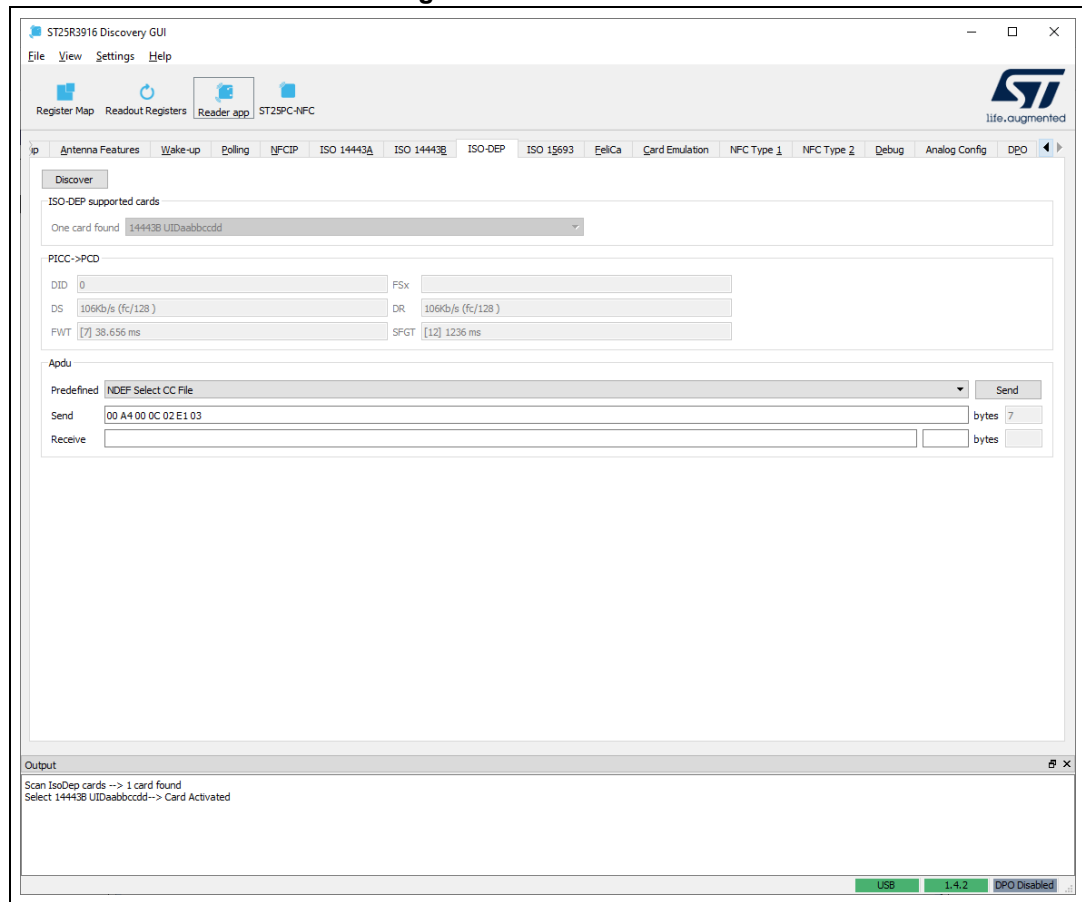 ST25R3916 Discovery GUI
File View Settings Help
Register Map Readout Registers Reader app ST25PC-NFC
life.augmented
Antenna Features Wake-up Polling NFCIP ISO 14443A ISO 14443B ISO-DEP ISO 15693 FeliCa Card Emulation NFC Type 1 NFC Type 2 Debug Analog Config DPO
Discover
ISO-DEP supported cards
One card found 14443B UIDaabbccdd
PICC->PCD
DID 0 FSx
DS 106Kb/s (fc/128 ) DR 106Kb/s (fc/128 )
FWT [7] 38.656 ms SFGT [12] 1236 ms
Apdu
Predefined NDEF Select CC File Send
Send 00 A4 00 0C 02 E1 03 bytes 7
Receive bytes
Output
Scan IsoDep cards --> 1 card found
Select 14443B UIDaabbccdd--> Card Activated
USB 1.4.2 DPO Disabled